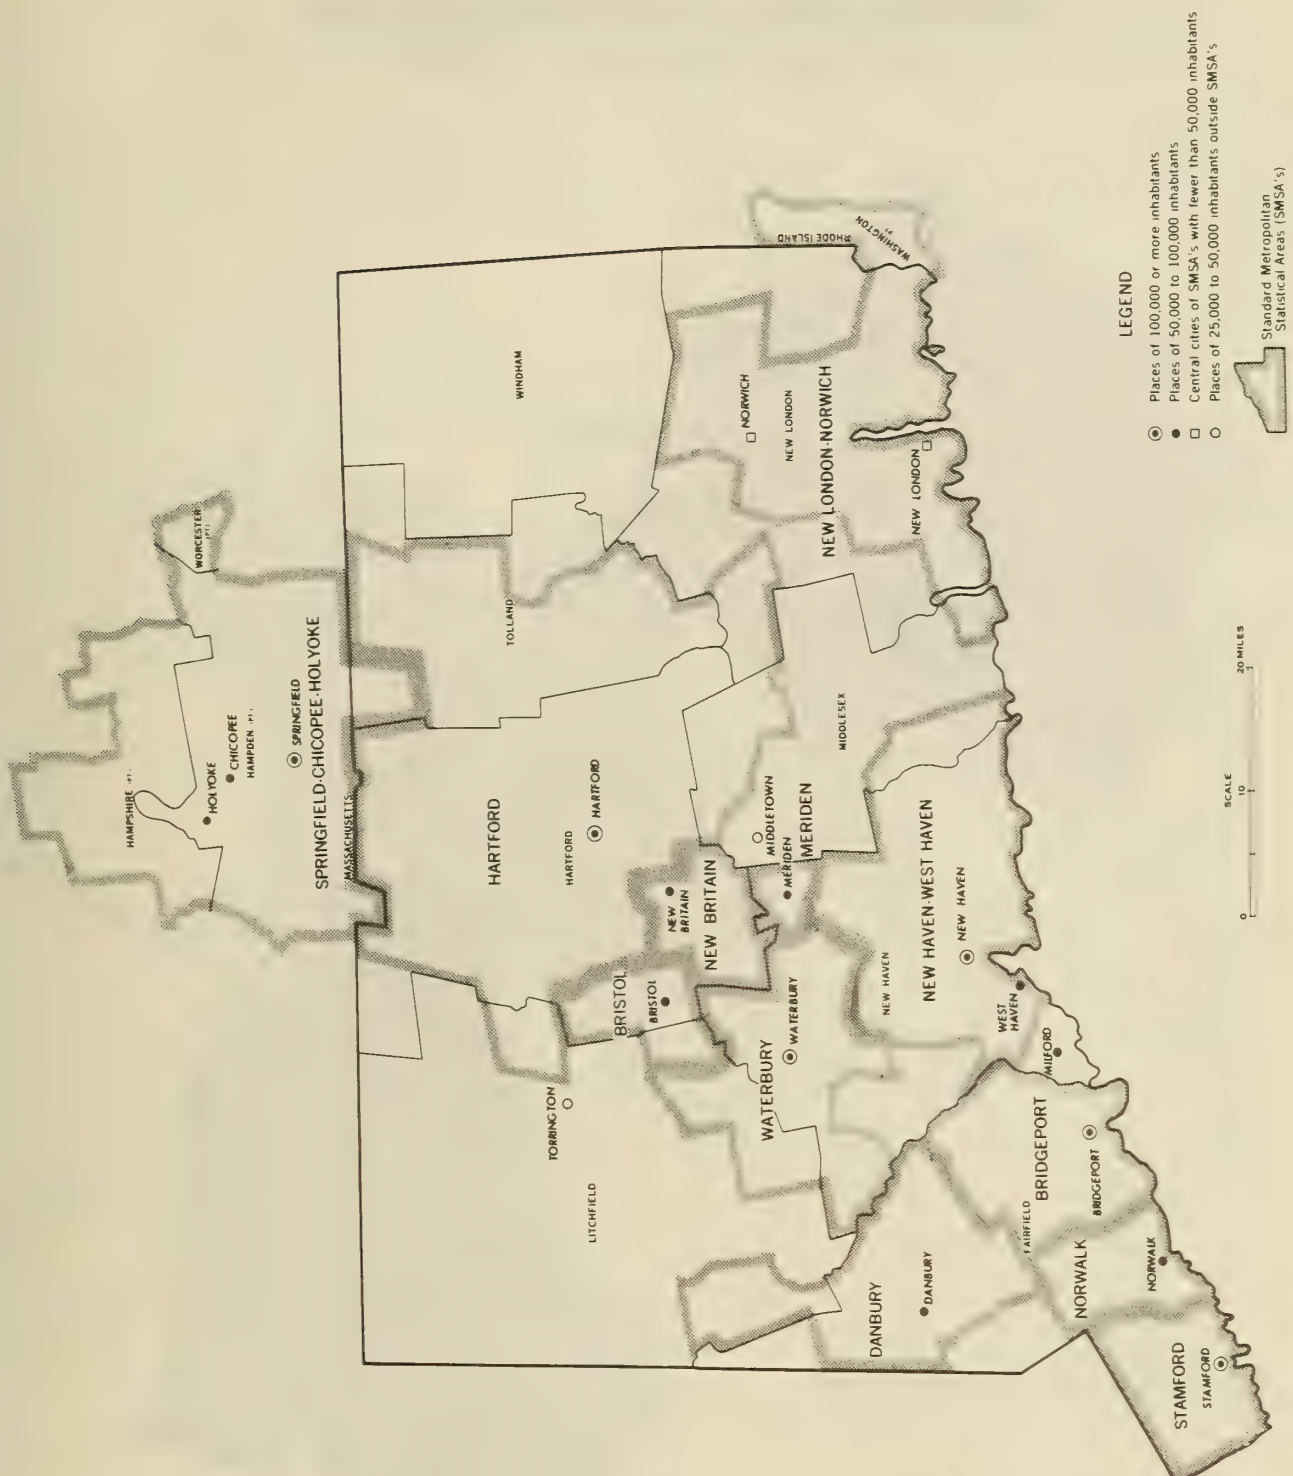 WORCESTER
(PT.)
HAMPSHIRE (PT.)
HOLYOKE
CHICOPEE
HAMPDEN (PT.)
SPRINGFIELD
SPRINGFIELD-CHICOPEE-HOLYOKE
MASSACHUSETTS
RHODE ISLAND
WASHINGTON
PT.
WINDHAM
TOLLAND
HARTFORD
HARTFORD
HARTFORD
NORWICH
NEW LONDON
NEW LONDON-NORWICH
NEW LONDON
MIDDLESEX
MIDDLETOWN
MERIDEN
MERIDEN
NEW
BRITAIN
NEW BRITAIN
BRISTOL
BRISTOL
TORRINGTON
LITCHFIELD
WATERBURY
WATERBURY
NEW HAVEN
NEW HAVEN-WEST HAVEN
NEW HAVEN
WEST
HAVEN
MILFORD
BRIDGEPORT
BRIDGEPORT
FAIRFIELD
DANBURY
DANBURY
NORWALK
NORWALK
STAMFORD
STAMFORD
LEGEND
Places of 100,000 or more inhabitants
Places of 50,000 to 100,000 inhabitants
Central cities of SMSA's with fewer than 50,000 inhabitants
Places of 25,000 to 50,000 inhabitants outside SMSA's
Standard Metropolitan
Statistical Areas (SMSA's)
SCALE
0 10 20 MILES